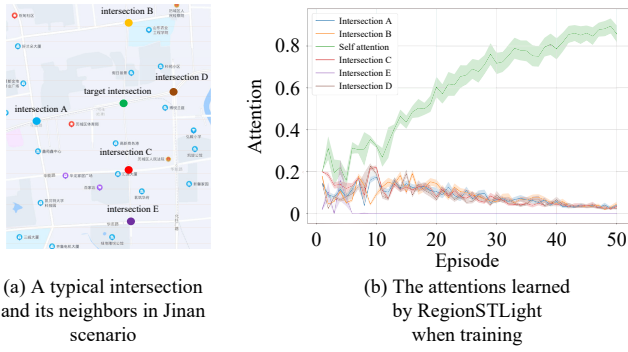 intersection B
intersection D
target intersection
intersection A
intersection C
intersection E
Intersection A
Intersection B
Self attention
Intersection C
Intersection E
Intersection D
Attention
0.8
0.6
0.4
0.2
0
0 10 20 30 40 50
Episode
(a) A typical intersection
and its neighbors in Jinan
scenario
(b) The attentions learned
by RegionSTLight
when training